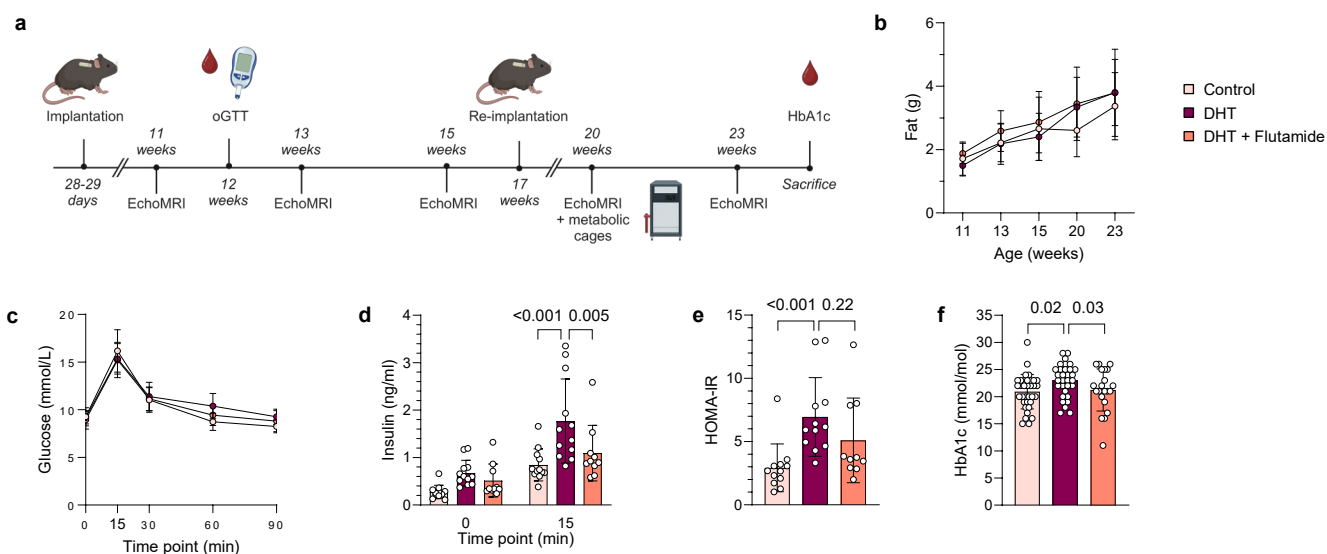 a
Implantation
oGTT
Re-implantation
HbA1c
11
weeks
13
weeks
15
weeks
20
weeks
23
weeks
28-29
days
EchoMRI
12
weeks
EchoMRI
EchoMRI
17
weeks
EchoMRI
+ metabolic
cages
EchoMRI
Sacrifice
b
Fat (g)
6
4
2
0
11 13 15 20 23
Age (weeks)
Control
DHT
DHT + Flutamide
c
Glucose (mmol/L)
20
15
10
5
0
0 15 30 60 90
Time point (min)
d
Insulin (ng/ml)
<0.001 0.005
4
3
2
1
0
0 15
Time point (min)
e
HOMA-IR
<0.001 0.22
15
10
5
0
f
HbA1c (mmol/mol)
0.02 0.03
35
30
25
20
15
10
5
0